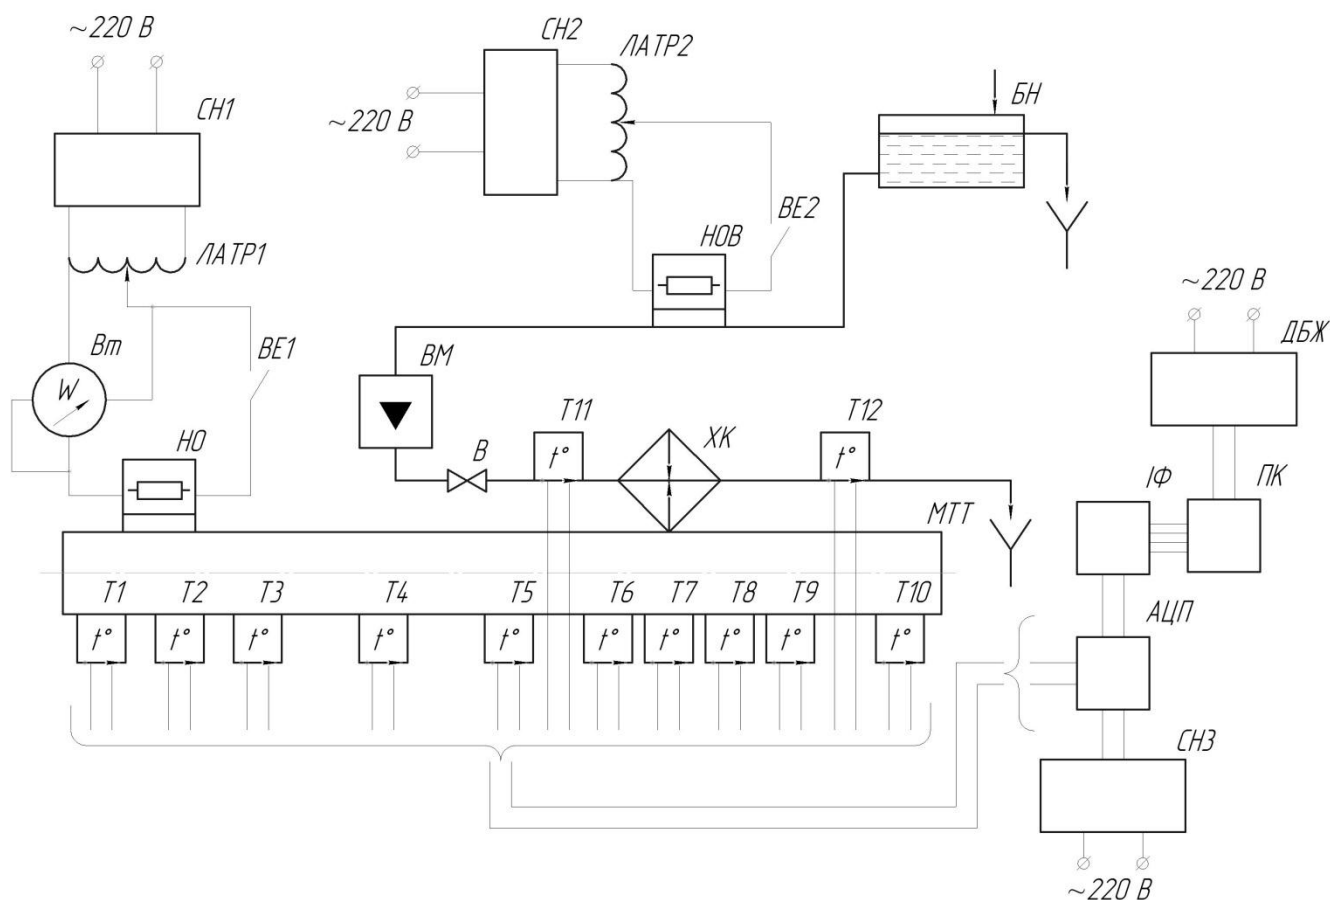 ~220 В
СН1
ЛАТР1
Вт
W
ВЕ1
НО
СН2
ЛАТР2
~220 В
ВЕ2
НОВ
БН
ВМ
В
Т11
t°
ХК
Т12
t°
МТТ
~220 В
ДБЖ
ПК
ІФ
АЦП
СН3
~220 В
Т1
Т2
Т3
Т4
Т5
Т6
Т7
Т8
Т9
Т10
t°
t°
t°
t°
t°
t°
t°
t°
t°
t°